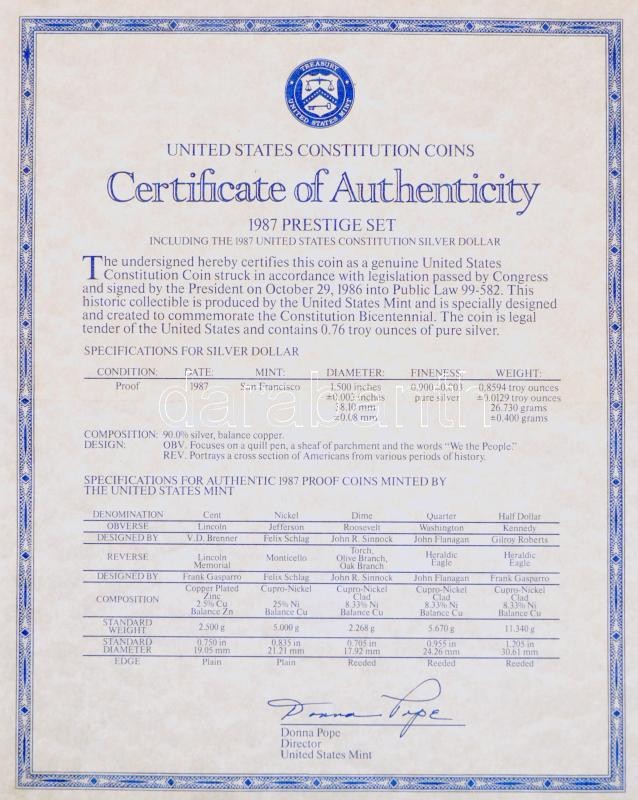 TREASURY
UNITED STATES MINT
UNITED STATES CONSTITUTION COINS
Certificate of Authenticity
1987 PRESTIGE SET
INCLUDING THE 1987 UNITED STATES CONSTITUTION SILVER DOLLAR
The undersigned hereby certifies this coin as a genuine United States
Constitution Coin struck in accordance with legislation passed by Congress
and signed by the President on October 29, 1986 into Public Law 99-582. This
historic collectible is produced by the United States Mint and is specially designed
and created to commemorate the Constitution Bicentennial. The coin is legal
tender of the United States and contains 0.76 troy ounces of pure silver.
SPECIFICATIONS FOR SILVER DOLLAR
CONDITION: DATE: MINT: DIAMETER: FINENESS: WEIGHT:
Proof 1987 San Francisco 1.500 inches 0.900 ±0.003 0.8594 troy ounces
±0.003 inches pure silver ±0.0129 troy ounces
38.10 mm 26.730 grams
±0.08 mm ±0.400 grams
darabanth
COMPOSITION: 90.0% silver, balance copper.
DESIGN: OBV. Focuses on a quill pen, a sheaf of parchment and the words "We the People."
REV. Portrays a cross section of Americans from various periods of history.
SPECIFICATIONS FOR AUTHENTIC 1987 PROOF COINS MINTED BY
THE UNITED STATES MINT
DENOMINATION Cent Nickel Dime Quarter Half Dollar
OBVERSE Lincoln Jefferson Roosevelt Washington Kennedy
DESIGNED BY V.D. Brenner Felix Schlag John R. Sinnock John Flanagan Gilroy Roberts
REVERSE Lincoln Memorial Monticello Torch, Olive Branch, Oak Branch Heraldic Eagle Heraldic Eagle
DESIGNED BY Frank Gasparro Felix Schlag John R. Sinnock John Flanagan Frank Gasparro
COMPOSITION Copper Plated Zinc 2.5% Cu Balance Zn Cupro-Nickel 25% Ni Balance Cu Cupro-Nickel Clad 8.33% Ni Balance Cu Cupro-Nickel Clad 8.33% Ni Balance Cu Cupro-Nickel Clad 8.33% Ni Balance Cu
STANDARD WEIGHT 2.500 g 5.000 g 2.268 g 5.670 g 11.340 g
STANDARD DIAMETER 0.750 in 19.05 mm 0.835 in 21.21 mm 0.705 in 17.92 mm 0.955 in 24.26 mm 1.205 in 30.61 mm
EDGE Plain Plain Reeded Reeded Reeded
Donna Pope
Donna Pope
Director
United States Mint